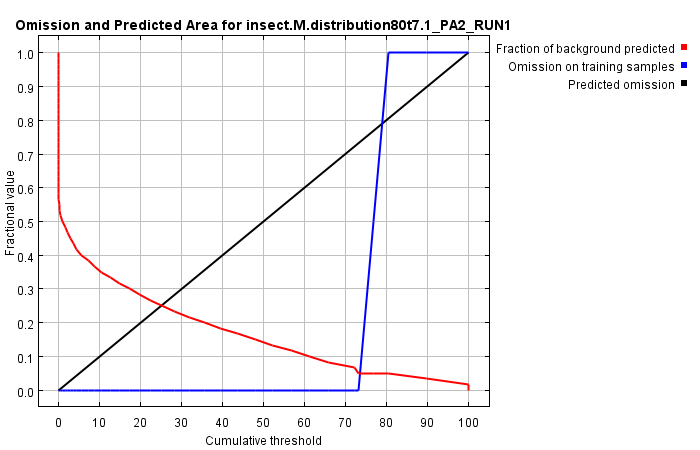 Omission and Predicted Area for insect.M.distribution80t7.1_PA2_RUN1
Fraction of background predicted
Omission on training samples
Predicted omission
Fractional value
1.0
0.9
0.8
0.7
0.6
0.5
0.4
0.3
0.2
0.1
0.0
0 10 20 30 40 50 60 70 80 90 100
Cumulative threshold